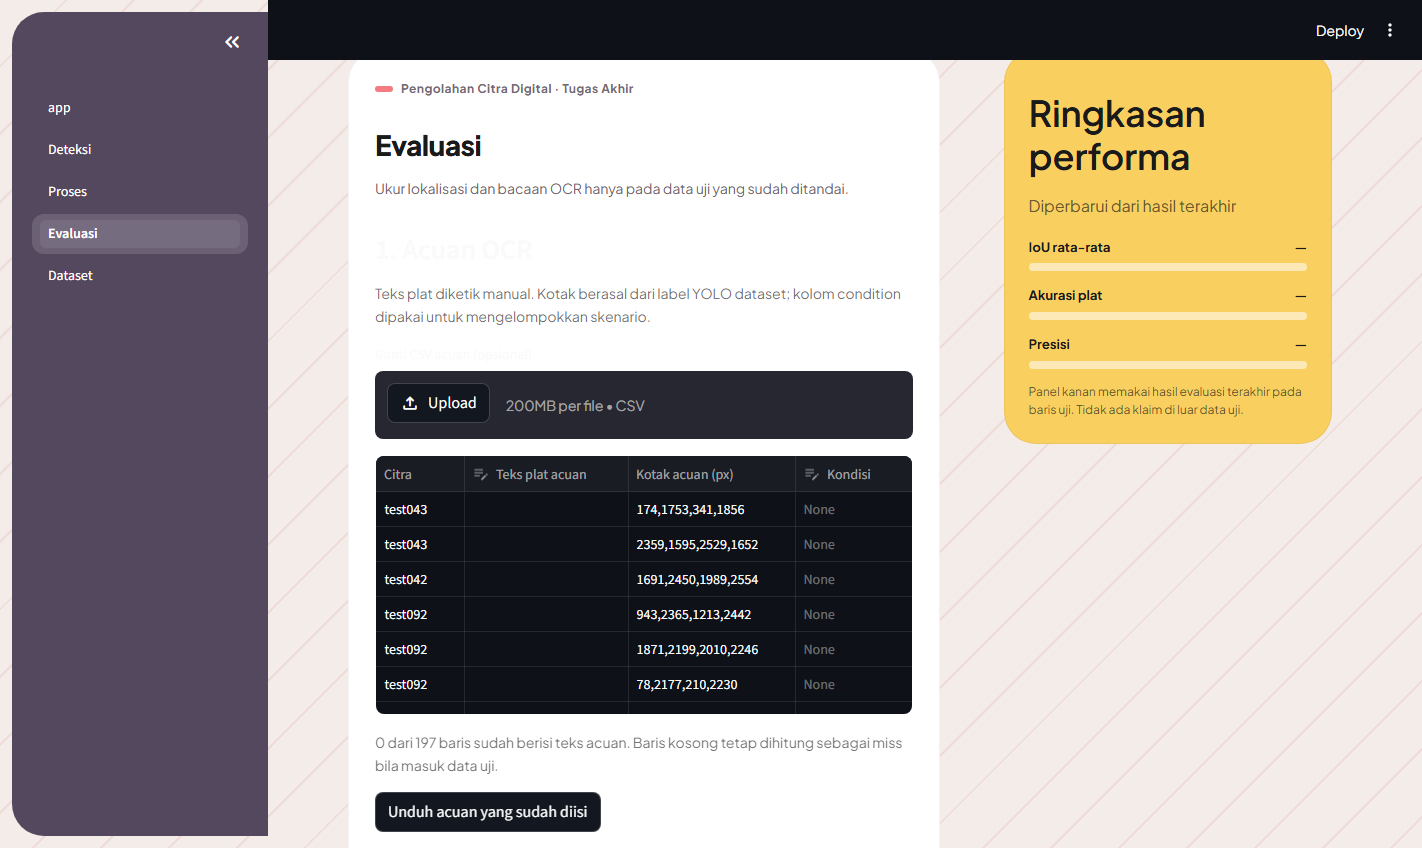 Deploy
app
Deteksi
Proses
Evaluasi
Dataset
Pengolahan Citra Digital · Tugas Akhir
Evaluasi
Ukur lokalisasi dan bacaan OCR hanya pada data uji yang sudah ditandai.
1. Acuan OCR
Teks plat diketik manual. Kotak berasal dari label YOLO dataset; kolom condition
dipakai untuk mengelompokkan skenario.
Upload
200MB per file • CSV
Citra Teks plat acuan Kotak acuan (px) Kondisi
test043 174,1753,341,1856 None
test043 2359,1595,2529,1652 None
test042 1691,2450,1989,2554 None
test092 943,2365,1213,2442 None
test092 1871,2199,2010,2246 None
test092 78,2177,210,2230 None
0 dari 197 baris sudah berisi teks acuan. Baris kosong tetap dihitung sebagai miss
bila masuk data uji.
Unduh acuan yang sudah diisi
Ringkasan
performa
Diperbarui dari hasil terakhir
IoU rata-rata —
Akurasi plat —
Presisi —
Panel kanan memakai hasil evaluasi terakhir pada
baris uji. Tidak ada klaim di luar data uji.